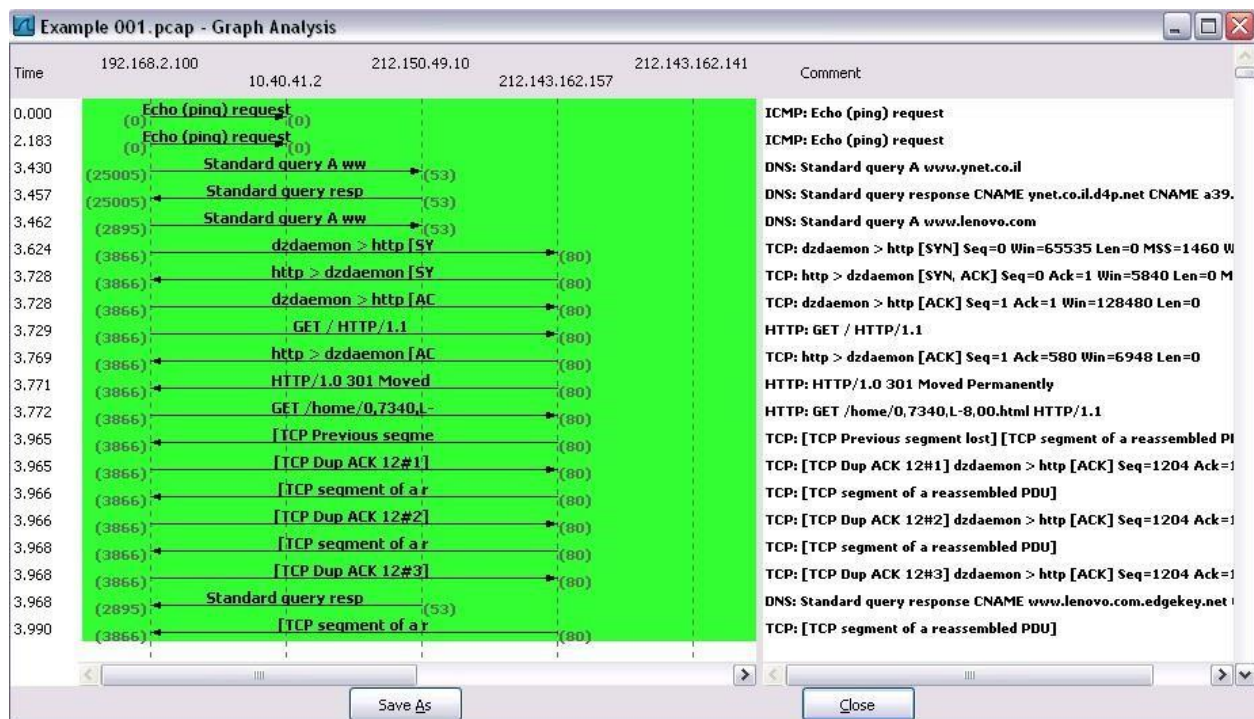 Example 001.pcap - Graph Analysis
Time 192.168.2.100 10.40.41.2 212.150.49.10 212.143.162.157 212.143.162.141 Comment
0.000 Echo (ping) request (0) (0) ICMP: Echo (ping) request
2.183 Echo (ping) request (0) (0) ICMP: Echo (ping) request
3.430 Standard query A ww (25005) (53) DNS: Standard query A www.ynet.co.il
3.457 Standard query resp (25005) (53) DNS: Standard query response CNAME ynet.co.il.d4p.net CNAME a39.
3.462 Standard query A ww (2895) (53) DNS: Standard query A www.lenovo.com
3.624 dzdaemon > http [SY (3866) (80) TCP: dzdaemon > http [SYN] Seq=0 Win=65535 Len=0 MSS=1460 W
3.728 http > dzdaemon [SY (3866) (80) TCP: http > dzdaemon [SYN, ACK] Seq=0 Ack=1 Win=5840 Len=0 M
3.728 dzdaemon > http [AC (3866) (80) TCP: dzdaemon > http [ACK] Seq=1 Ack=1 Win=128480 Len=0
3.729 GET / HTTP/1.1 (3866) (80) HTTP: GET / HTTP/1.1
3.769 http > dzdaemon [AC (3866) (80) TCP: http > dzdaemon [ACK] Seq=1 Ack=580 Win=6948 Len=0
3.771 HTTP/1.0 301 Moved (3866) (80) HTTP: HTTP/1.0 301 Moved Permanently
3.772 GET /home/0,7340,L- (3866) (80) HTTP: GET /home/0,7340,L-8,00.html HTTP/1.1
3.965 [TCP Previous segme (3866) (80) TCP: [TCP Previous segment lost] [TCP segment of a reassembled PI
3.965 [TCP Dup ACK 12#1] (3866) (80) TCP: [TCP Dup ACK 12#1] dzdaemon > http [ACK] Seq=1204 Ack=1
3.966 [TCP segment of a r (3866) (80) TCP: [TCP segment of a reassembled PDU]
3.966 [TCP Dup ACK 12#2] (3866) (80) TCP: [TCP Dup ACK 12#2] dzdaemon > http [ACK] Seq=1204 Ack=1
3.968 [TCP segment of a r (3866) (80) TCP: [TCP segment of a reassembled PDU]
3.968 [TCP Dup ACK 12#3] (3866) (80) TCP: [TCP Dup ACK 12#3] dzdaemon > http [ACK] Seq=1204 Ack=1
3.968 Standard query resp (2895) (53) DNS: Standard query response CNAME www.lenovo.com.edgekey.net
3.990 [TCP segment of a r (3866) (80) TCP: [TCP segment of a reassembled PDU]
Save As Close